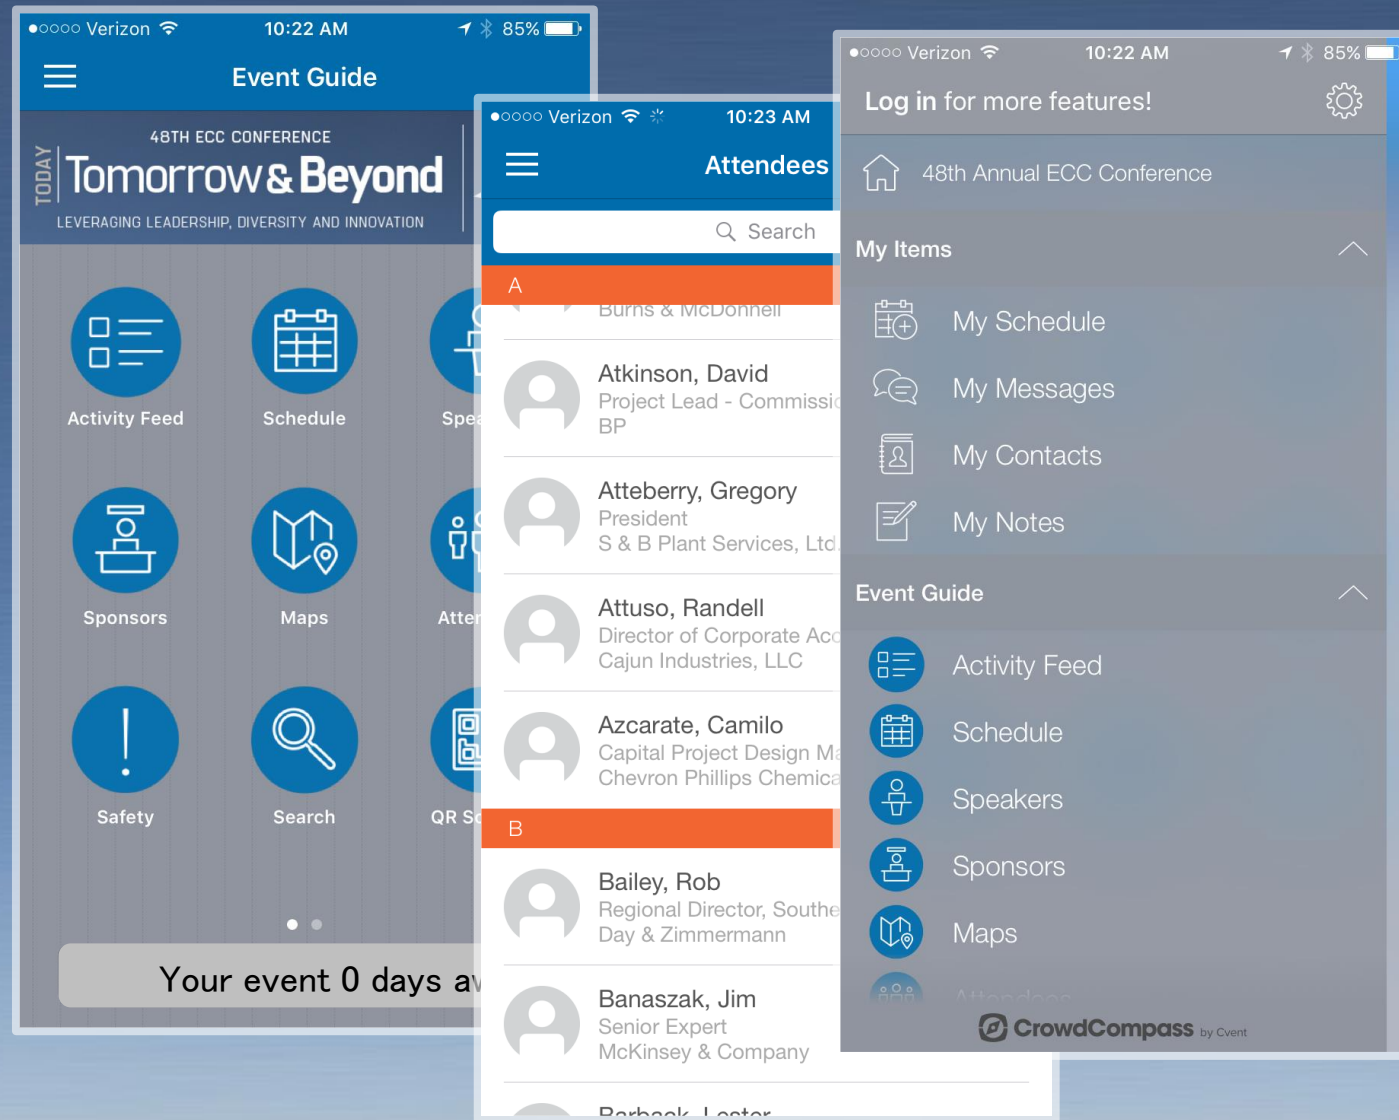 Verizon 10:22 AM 85%
Event Guide
48TH ECC CONFERENCE
TODAY
Tomorrow & Beyond
LEVERAGING LEADERSHIP, DIVERSITY AND INNOVATION
Activity Feed Schedule
Sponsors Maps
Safety Search QR
Your event 0 days
Verizon 10:23 AM
Attendees
Search
A
Burns & McDonnell
Atkinson, David
Project Lead -
BP
Atteberry, Gregory
President
S & B Plant Services, Ltd.
Attuso, Randell
Director of Corporate
Cajun Industries, LLC
Azcarate, Camilo
Capital Project Design
Chevron Phillips
B
Bailey, Rob
Regional Director,
Day & Zimmermann
Banaszak, Jim
Senior Expert
McKinsey & Company
Verizon 10:22 AM 85%
Log in for more features!
48th Annual ECC Conference
My Items
My Schedule
My Messages
My Contacts
My Notes
Event Guide
Activity Feed
Schedule
Speakers
Sponsors
Maps
Attendees
CrowdCompass by Cvent